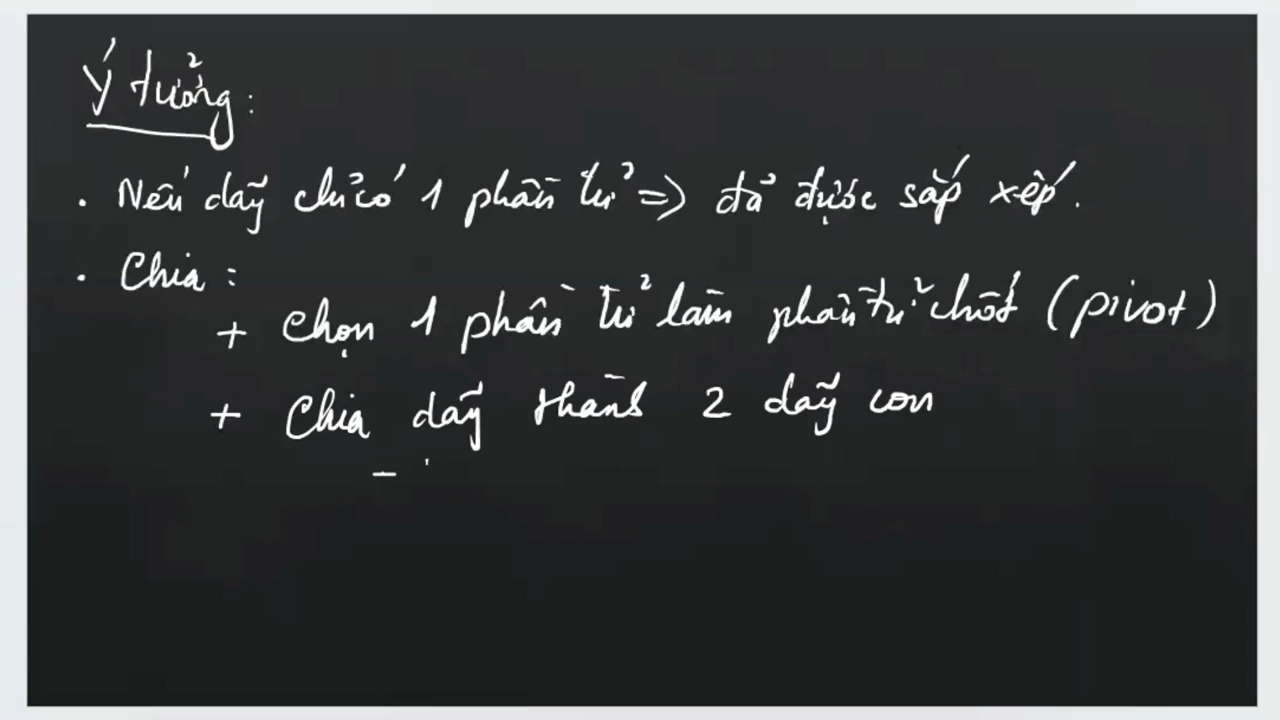 Ý tưởng:
. Nếu dãy chỉ có 1 phần tử => đã được sắp xếp.
. Chia:
+ Chọn 1 phần tử làm phần tử chốt (pivot)
+ Chia dãy thành 2 dãy con
-